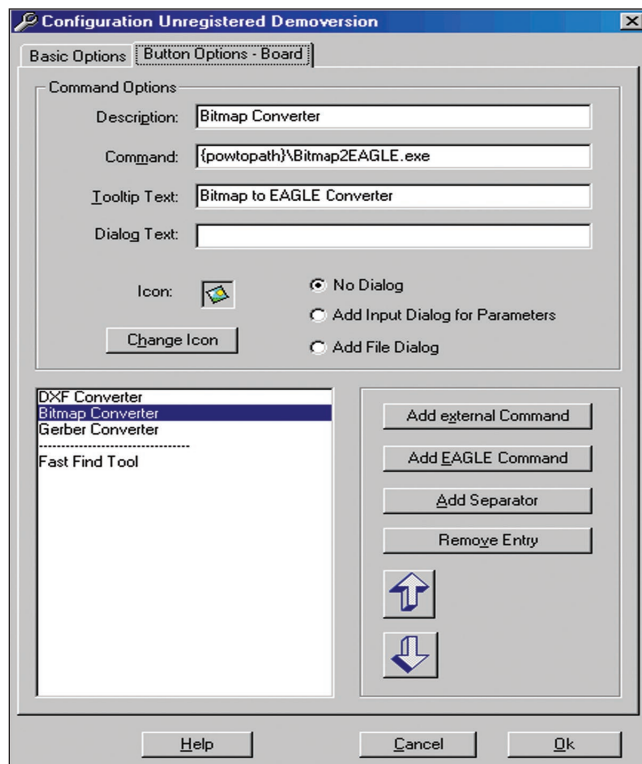 Configuration Unregistered Demoversion
Basic Options
Button Options - Board
Command Options
Description:
Bitmap Converter
Command:
{powtopath}\Bitmap2EAGLE.exe
Tooltip Text:
Bitmap to EAGLE Converter
Dialog Text:
Icon:
Change Icon
No Dialog
Add Input Dialog for Parameters
Add File Dialog
DXF Converter
Bitmap Converter
Gerber Converter
--------------------------------
Fast Find Tool
Add external Command
Add EAGLE Command
Add Separator
Remove Entry
Help
Cancel
Ok